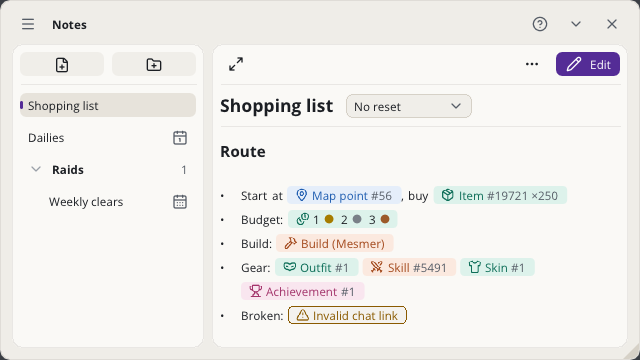 Notes
Edit
Shopping list
Shopping list
No reset
Dailies
Raids 1
Weekly clears
Route
• Start at Map point #56 , buy Item #19721 ×250
• Budget: 1 2 3
• Build: Build (Mesmer)
• Gear: Outfit #1 Skill #5491 Skin #1
Achievement #1
• Broken: Invalid chat link